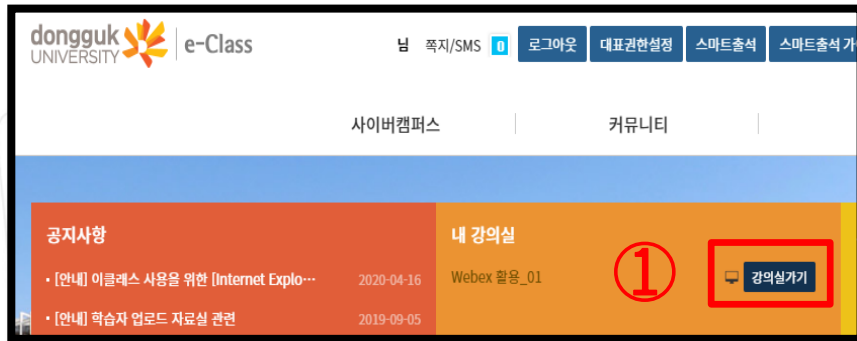 dongguk UNIVERSITY e-Class
님 쪽지/SMS 0 로그아웃 대표권한설정 스마트출석 스마트출석 가
사이버캠퍼스 커뮤니티
공지사항
• [안내] 이클래스 사용을 위한 [Internet Explo··· 2020-04-16
• [안내] 학습자 업로드 자료실 관련 2019-09-05
내 강의실
Webex 활용_01 ① 강의실가기